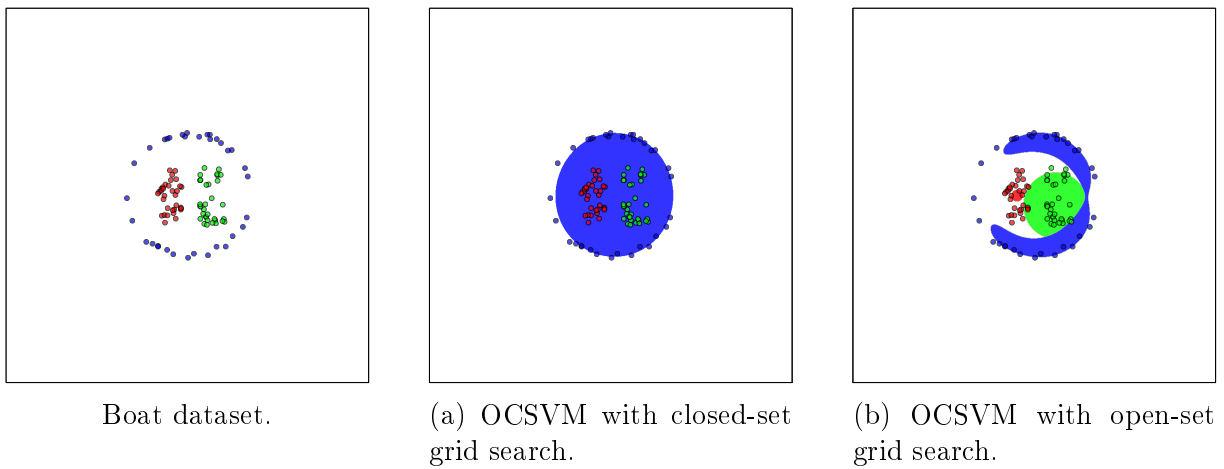 Boat dataset.
(a) OCSVM with closed-set
grid search.
(b) OCSVM with open-set
grid search.